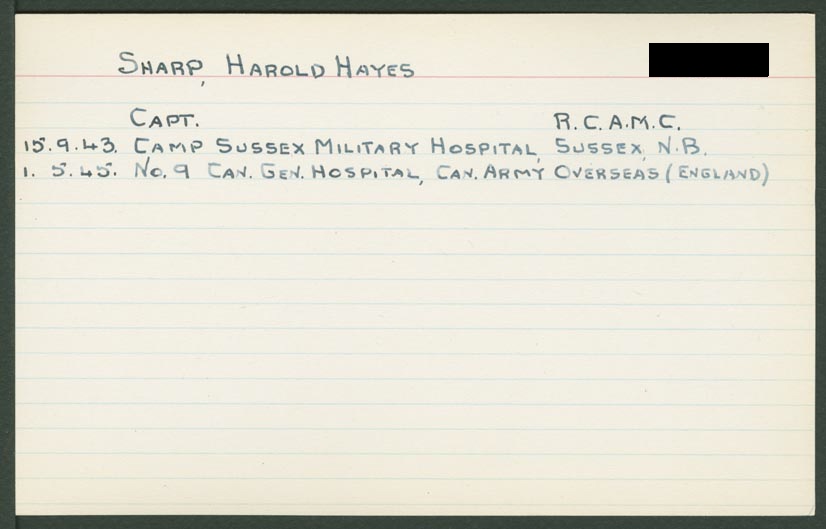 SHARP, HAROLD HAYES
CAPT. R.C.A.M.C.
15.9.43. CAMP SUSSEX MILITARY HOSPITAL, SUSSEX, N.B.
1. 5.45. NO. 9 CAN. GEN. HOSPITAL, CAN. ARMY OVERSEAS (ENGLAND)